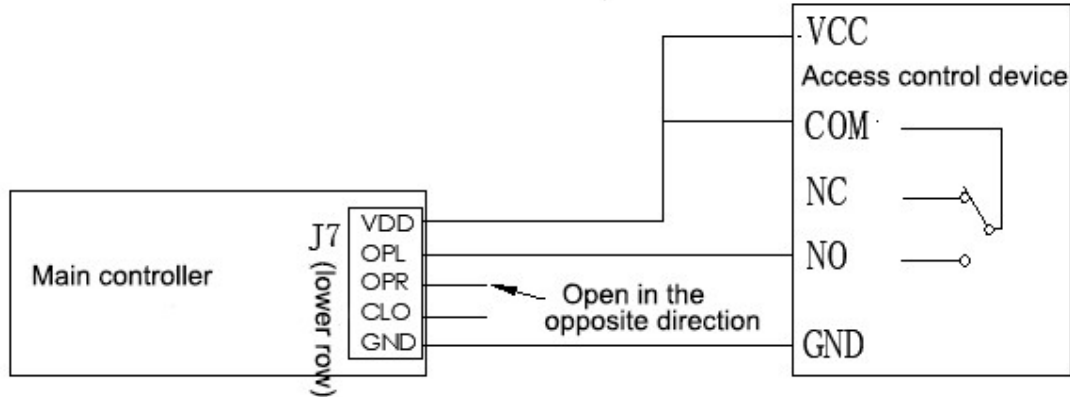 VCC
Access control device
COM
NC
NO
GND
Main controller
J7
(lower row)
VDD
OPL
OPR
CLO
GND
Open in the
opposite direction